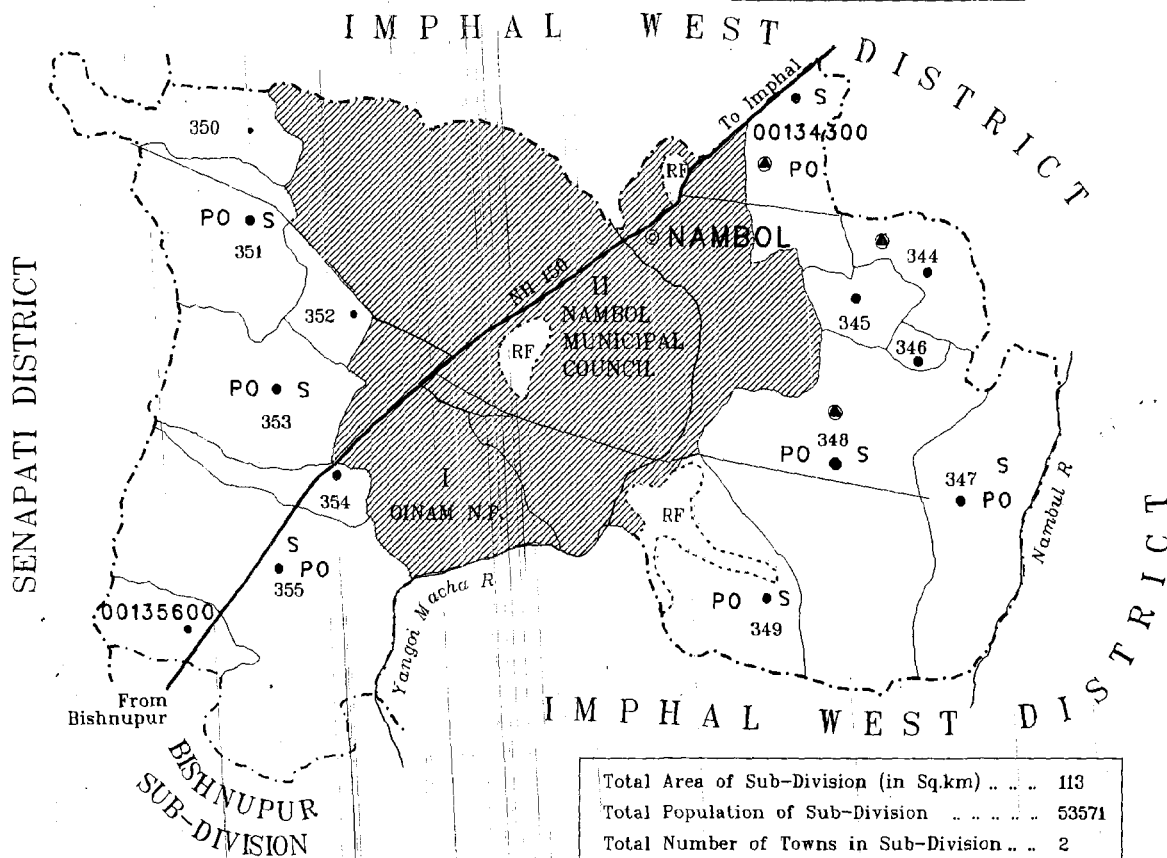 IMPHAL WEST DISTRICT
To Imphal
S
00134300
PO
350
RF
PO S
351
NAMBOL
344
SENAPATI DISTRICT
NH 150
II
NAMBOL
MUNICIPAL
COUNCIL
RF
345
352
346
PO S
353
348
PO S
S
347
PO
Nambul R
354
I
OINAM N.P.
RF
S
PO
355
Yangoi Macha R
PO S
349
00135600
From
Bishnupur
IMPHAL WEST DISTRICT
BISHNUPUR
SUB-DIVISION
Total Area of Sub-Division (in Sq.km) .. .. 113
Total Population of Sub-Division .. .. .. .. 53571
Total Number of Towns in Sub-Division .. .. 2